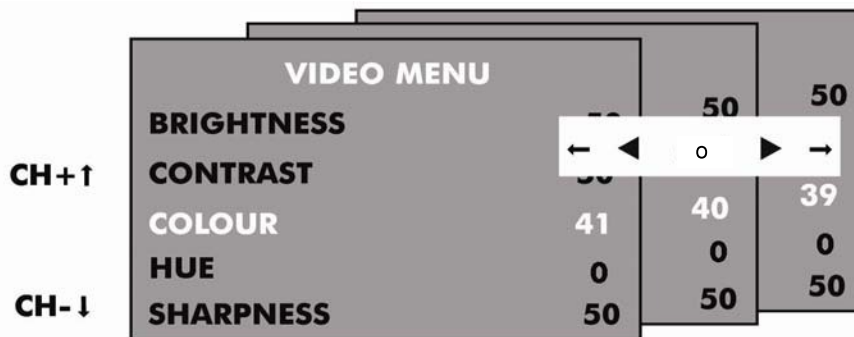 VIDEO MENU
BRIGHTNESS 50 50
← ◀ o ▶ →
CH+↑ CONTRAST
COLOUR 41 40 39
HUE 0 0 0
CH-↓ SHARPNESS 50 50 50